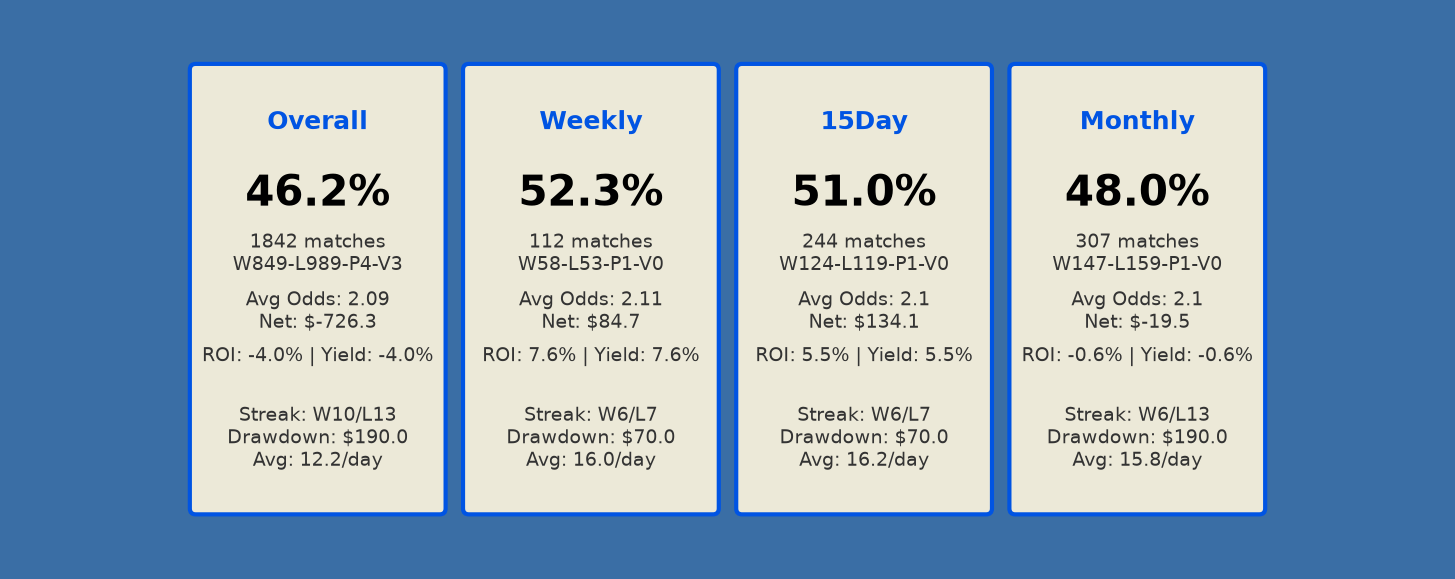 Overall
46.2%
1842 matches
W849-L989-P4-V3
Avg Odds: 2.09
Net: $-726.3
ROI: -4.0% | Yield: -4.0%
Streak: W10/L13
Drawdown: $190.0
Avg: 12.2/day
Weekly
52.3%
112 matches
W58-L53-P1-V0
Avg Odds: 2.11
Net: $84.7
ROI: 7.6% | Yield: 7.6%
Streak: W6/L7
Drawdown: $70.0
Avg: 16.0/day
15Day
51.0%
244 matches
W124-L119-P1-V0
Avg Odds: 2.1
Net: $134.1
ROI: 5.5% | Yield: 5.5%
Streak: W6/L7
Drawdown: $70.0
Avg: 16.2/day
Monthly
48.0%
307 matches
W147-L159-P1-V0
Avg Odds: 2.1
Net: $-19.5
ROI: -0.6% | Yield: -0.6%
Streak: W6/L13
Drawdown: $190.0
Avg: 15.8/day